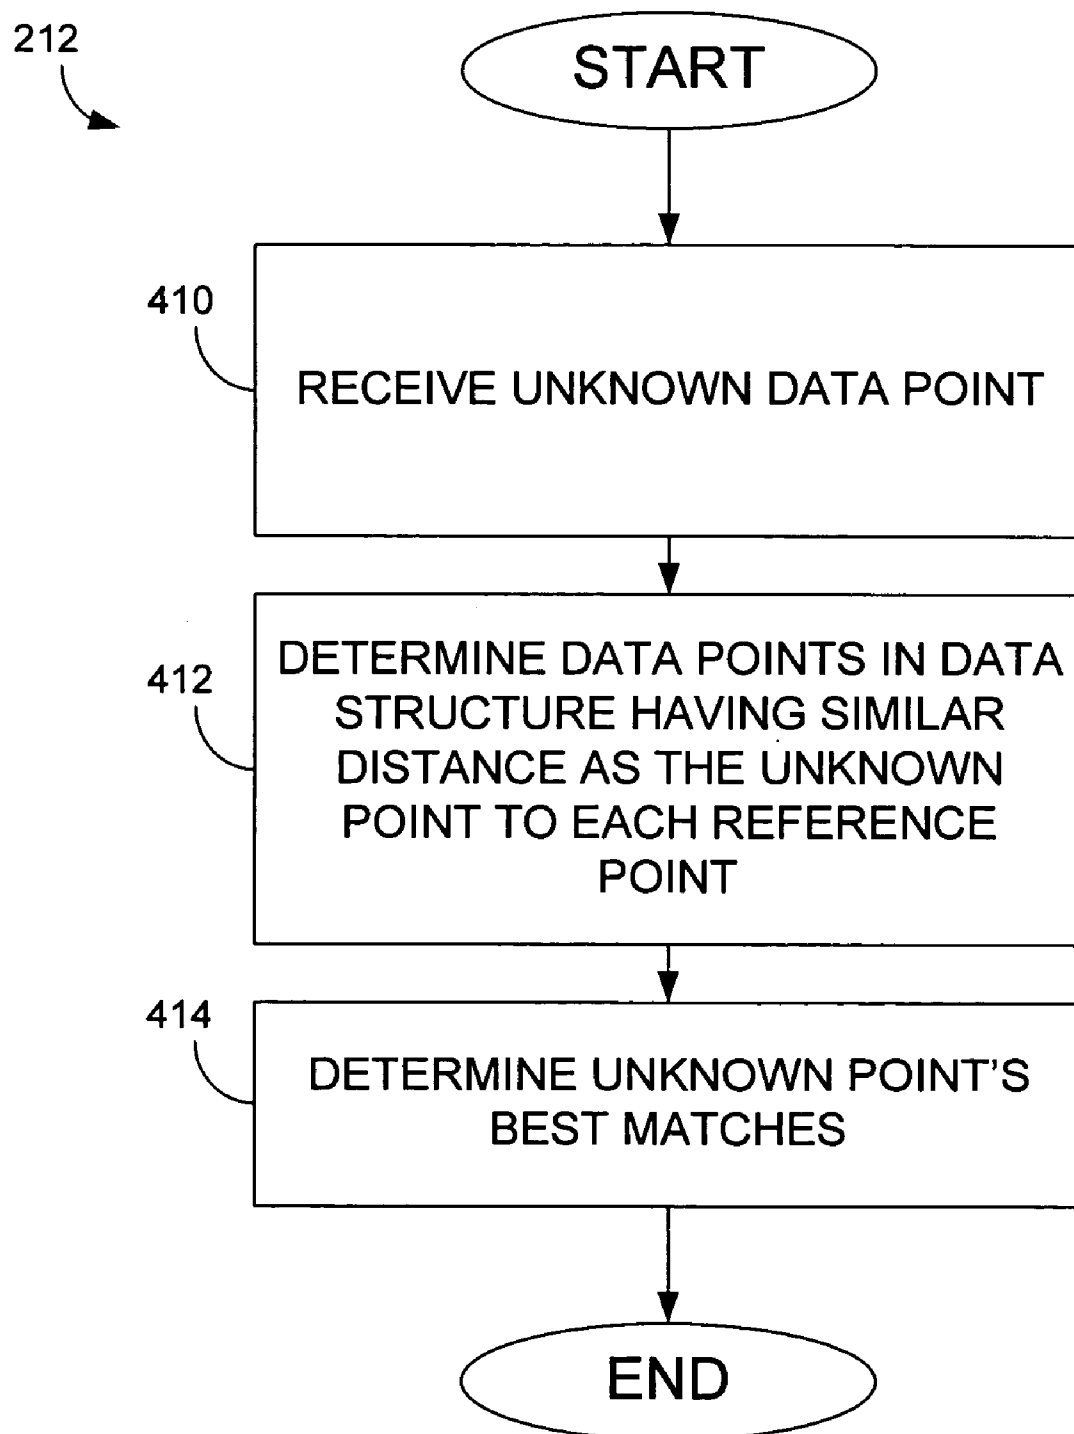 212
START
410
RECEIVE UNKNOWN DATA POINT
412
DETERMINE DATA POINTS IN DATA
STRUCTURE HAVING SIMILAR
DISTANCE AS THE UNKNOWN
POINT TO EACH REFERENCE
POINT
414
DETERMINE UNKNOWN POINT'S
BEST MATCHES
END